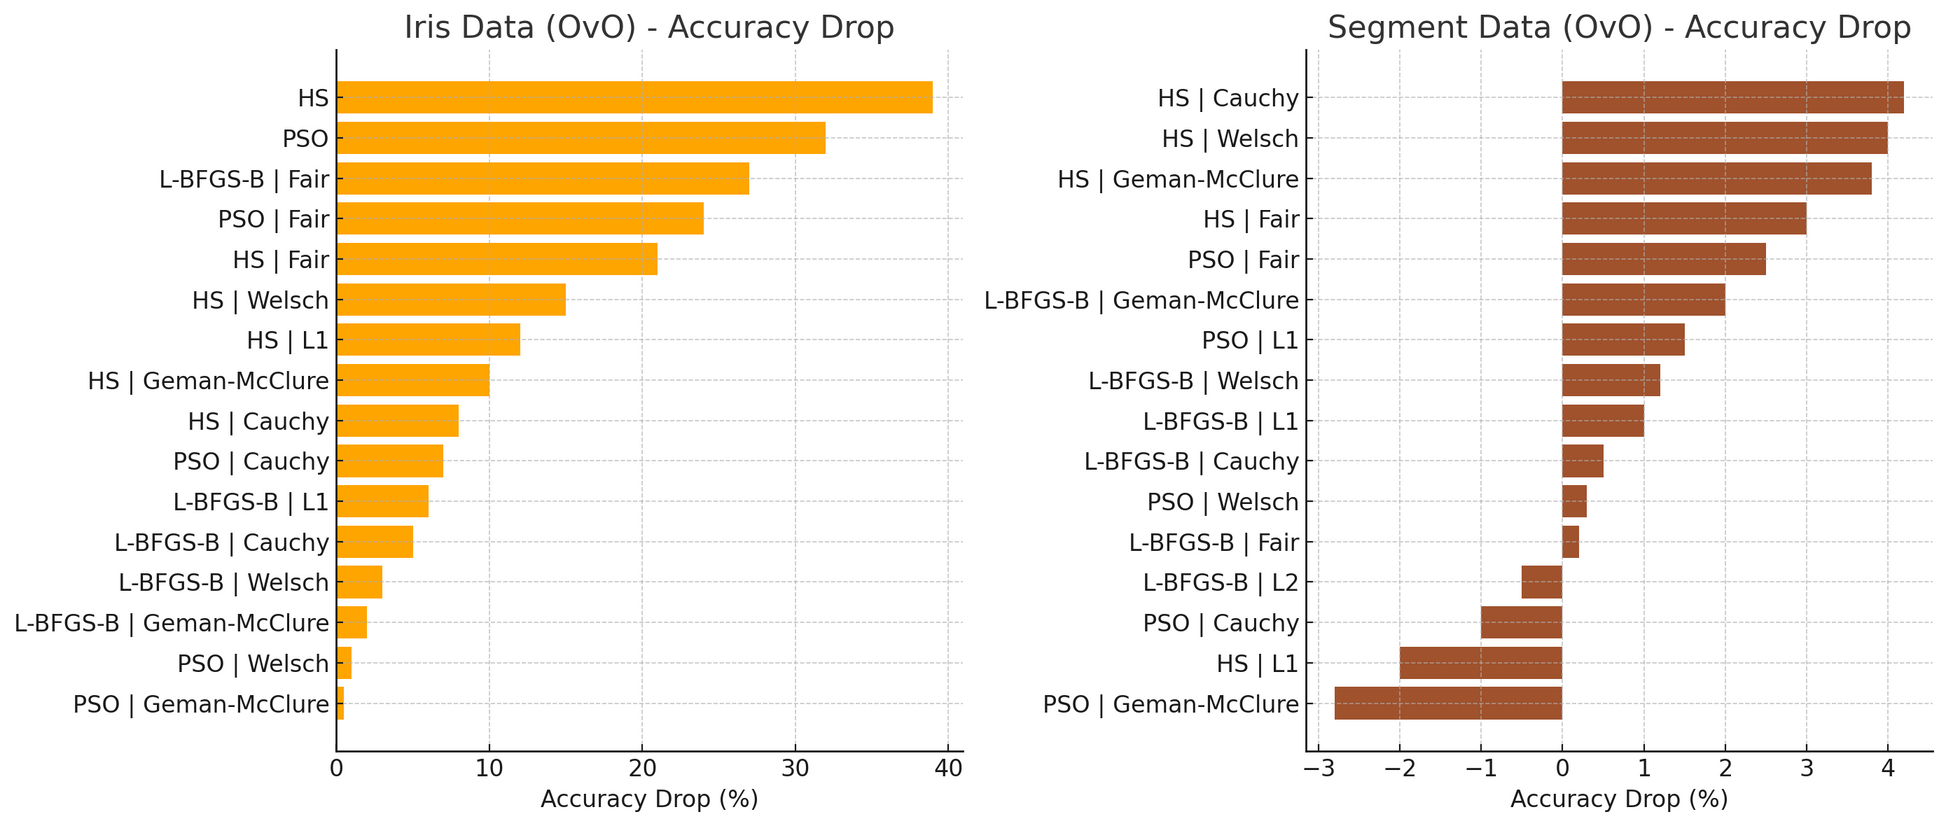 Iris Data (OvO) - Accuracy Drop
HS
PSO
L-BFGS-B | Fair
PSO | Fair
HS | Fair
HS | Welsch
HS | L1
HS | Geman-McClure
HS | Cauchy
PSO | Cauchy
L-BFGS-B | L1
L-BFGS-B | Cauchy
L-BFGS-B | Welsch
L-BFGS-B | Geman-McClure
PSO | Welsch
PSO | Geman-McClure
0 10 20 30 40
Accuracy Drop (%)
Segment Data (OvO) - Accuracy Drop
HS | Cauchy
HS | Welsch
HS | Geman-McClure
HS | Fair
PSO | Fair
L-BFGS-B | Geman-McClure
PSO | L1
L-BFGS-B | Welsch
L-BFGS-B | L1
L-BFGS-B | Cauchy
PSO | Welsch
L-BFGS-B | Fair
L-BFGS-B | L2
PSO | Cauchy
HS | L1
PSO | Geman-McClure
−3 −2 −1 0 1 2 3 4
Accuracy Drop (%)